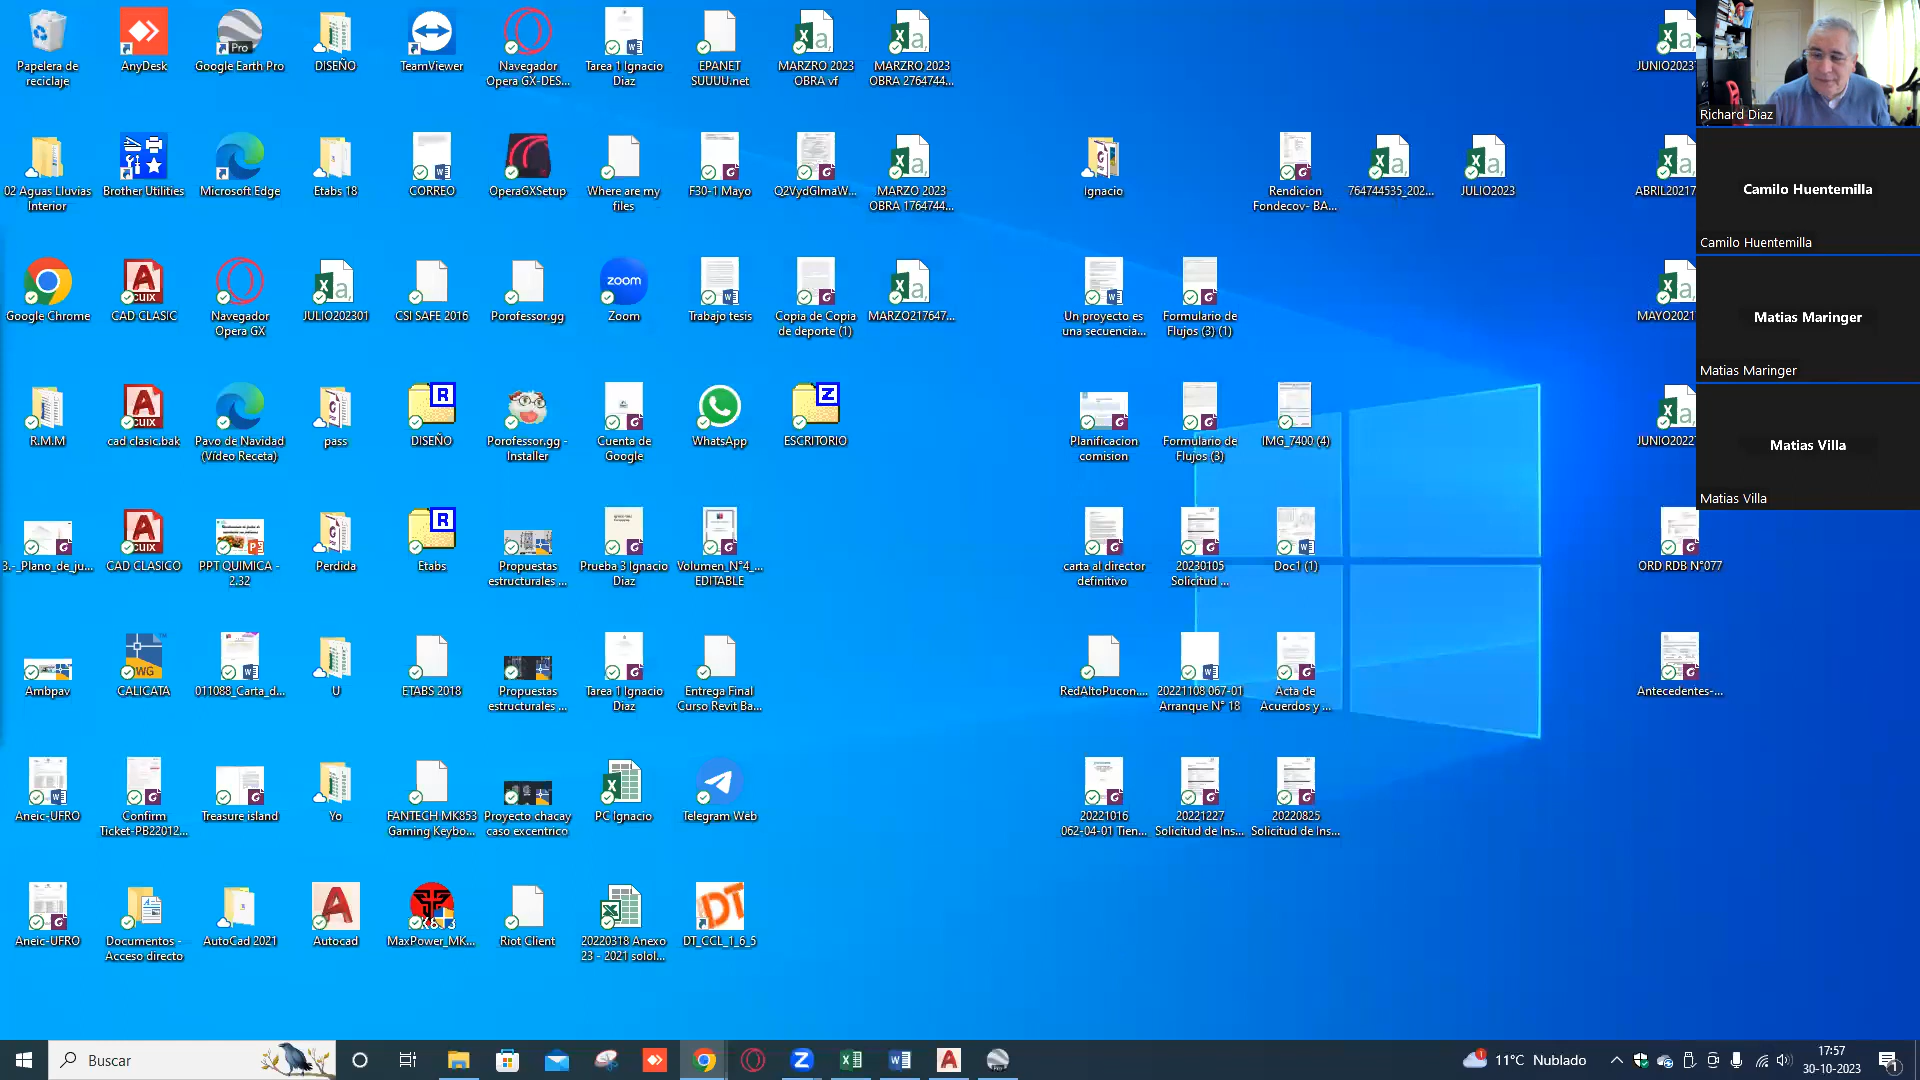 Papelera de
reciclaje
AnyDesk
Pro
Google Earth Pro
DISEÑO
TeamViewer
Navegador
Opera GX-DES...
Tarea 1 Ignacio
Diaz
EPANET
SUUUU.net
MARZRO 2023
OBRA vf
MARZRO 2023
OBRA 2764744...
JUNIO2023
Richard Diaz
02 Aguas Lluvias
Interior
Brother Utilities
Microsoft Edge
Etabs 18
CORREO
OperaGXSetup
Where are my
files
F30-1 Mayo
Q2VydGlmaW...
MARZO 2023
OBRA 1764744...
Ignacio
Rendicion
Fondecov- BA...
764744535_202...
JULIO2023
ABRIL20217
Camilo Huentemilla
Camilo Huentemilla
Google Chrome
CAD CLASIC
Navegador
Opera GX
JULIO202301
CSI SAFE 2016
Porofessor.gg
zoom
Zoom
Trabajo tesis
Copia de Copia
de deporte (1)
MARZO217647...
Un proyecto es
una secuencia...
Formulario de
Flujos (3) (1)
MAYO2021
Matias Maringer
Matias Maringer
R.M.M
cad clasic.bak
Pavo de Navidad
(Vídeo Receta)
pass
DISEÑO
Porofessor.gg -
Installer
Cuenta de
Google
WhatsApp
ESCRITORIO
Planificacion
comision
Formulario de
Flujos (3)
IMG_7400 (4)
JUNIO2022
Matias Villa
Matias Villa
3.-_Plano_de_ju...
CAD CLASICO
PPT QUIMICA -
2.32
Perdida
Etabs
Propuestas
estructurales ...
Prueba 3 Ignacio
Diaz
Volumen_N°4_...
EDITABLE
carta al director
definitivo
20230105
Solicitud ...
Doc1 (1)
ORD RDB N°077
Ambpav
CALICATA
011088_Carta_d...
U
ETABS 2018
Propuestas
estructurales ...
Tarea 1 Ignacio
Diaz
Entrega Final
Curso Revit Ba...
RedAltoPucon....
20221108 067-01
Arranque N° 18
Acta de
Acuerdos y ...
Antecedentes-...
Aneic-UFRO
Confirm
Ticket-PB22012...
Treasure island
Yo
FANTECH MK853
Gaming Keybo...
Proyecto chacay
caso excentrico
PC Ignacio
Telegram Web
20221016
062-04-01 Tien...
20221227
Solicitud de Ins...
20220825
Solicitud de Ins...
Aneic-UFRO
Documentos -
Acceso directo
AutoCad 2021
Autocad
MaxPower_MK...
Riot Client
20220318 Anexo
23 - 2021 solol...
DT
DT_CCL_1_6_5
Buscar
11°C Nublado
17:57
30-10-2023